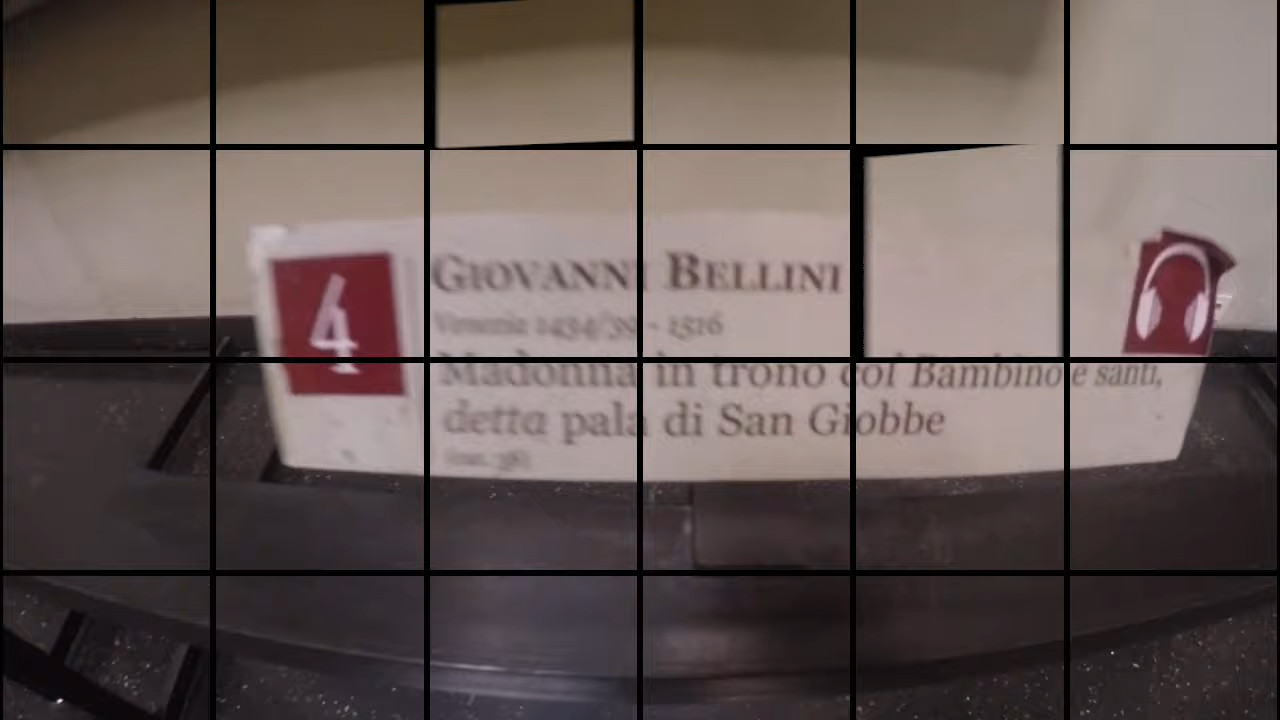 4
GIOVANNI BELLINI
Venezia 1434/39 - 1516
Madonna in trono col Bambino e santi,
detta pala di San Giobbe